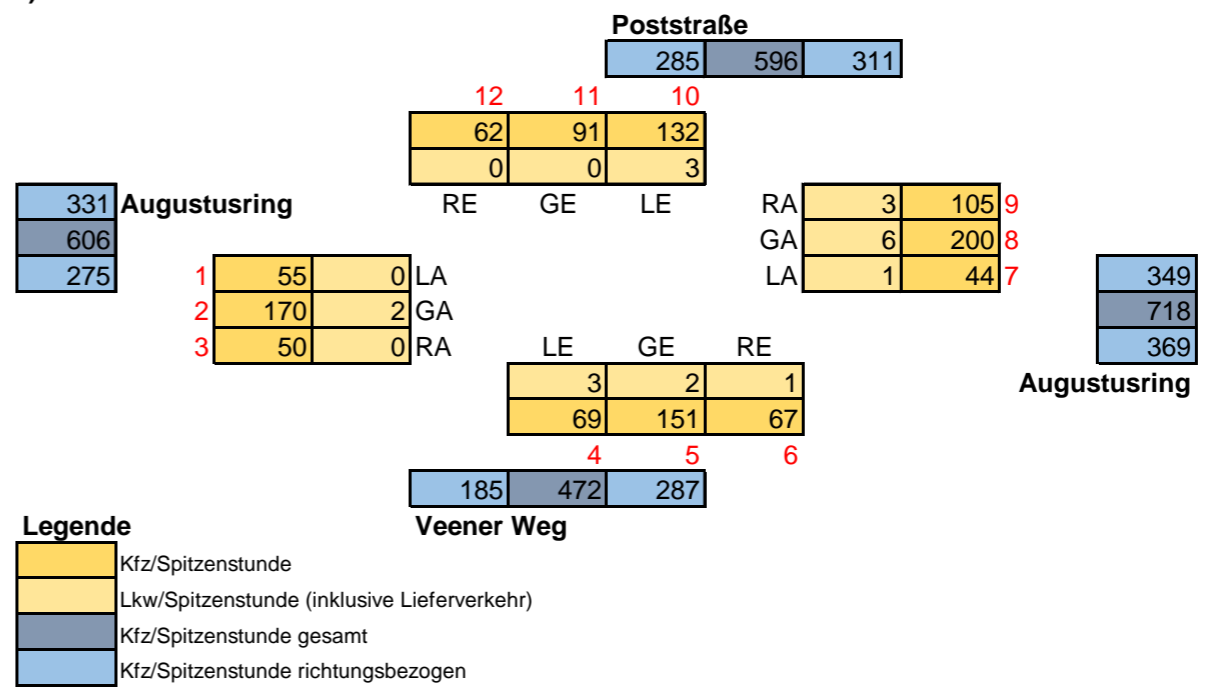 Poststraße
285 596 311
12 11 10
62 91 132
0 0 3
331 Augustusring RE GE LE RA 3 105 9
606 GA 6 200 8
275 1 55 0 LA LA 1 44 7 349
2 170 2 GA 718
3 50 0 RA LE GE RE 369
3 2 1 Augustusring
69 151 67
4 5 6
185 472 287
Legende Veener Weg
Kfz/Spitzenstunde
Lkw/Spitzenstunde (inklusive Lieferverkehr)
Kfz/Spitzenstunde gesamt
Kfz/Spitzenstunde richtungsbezogen